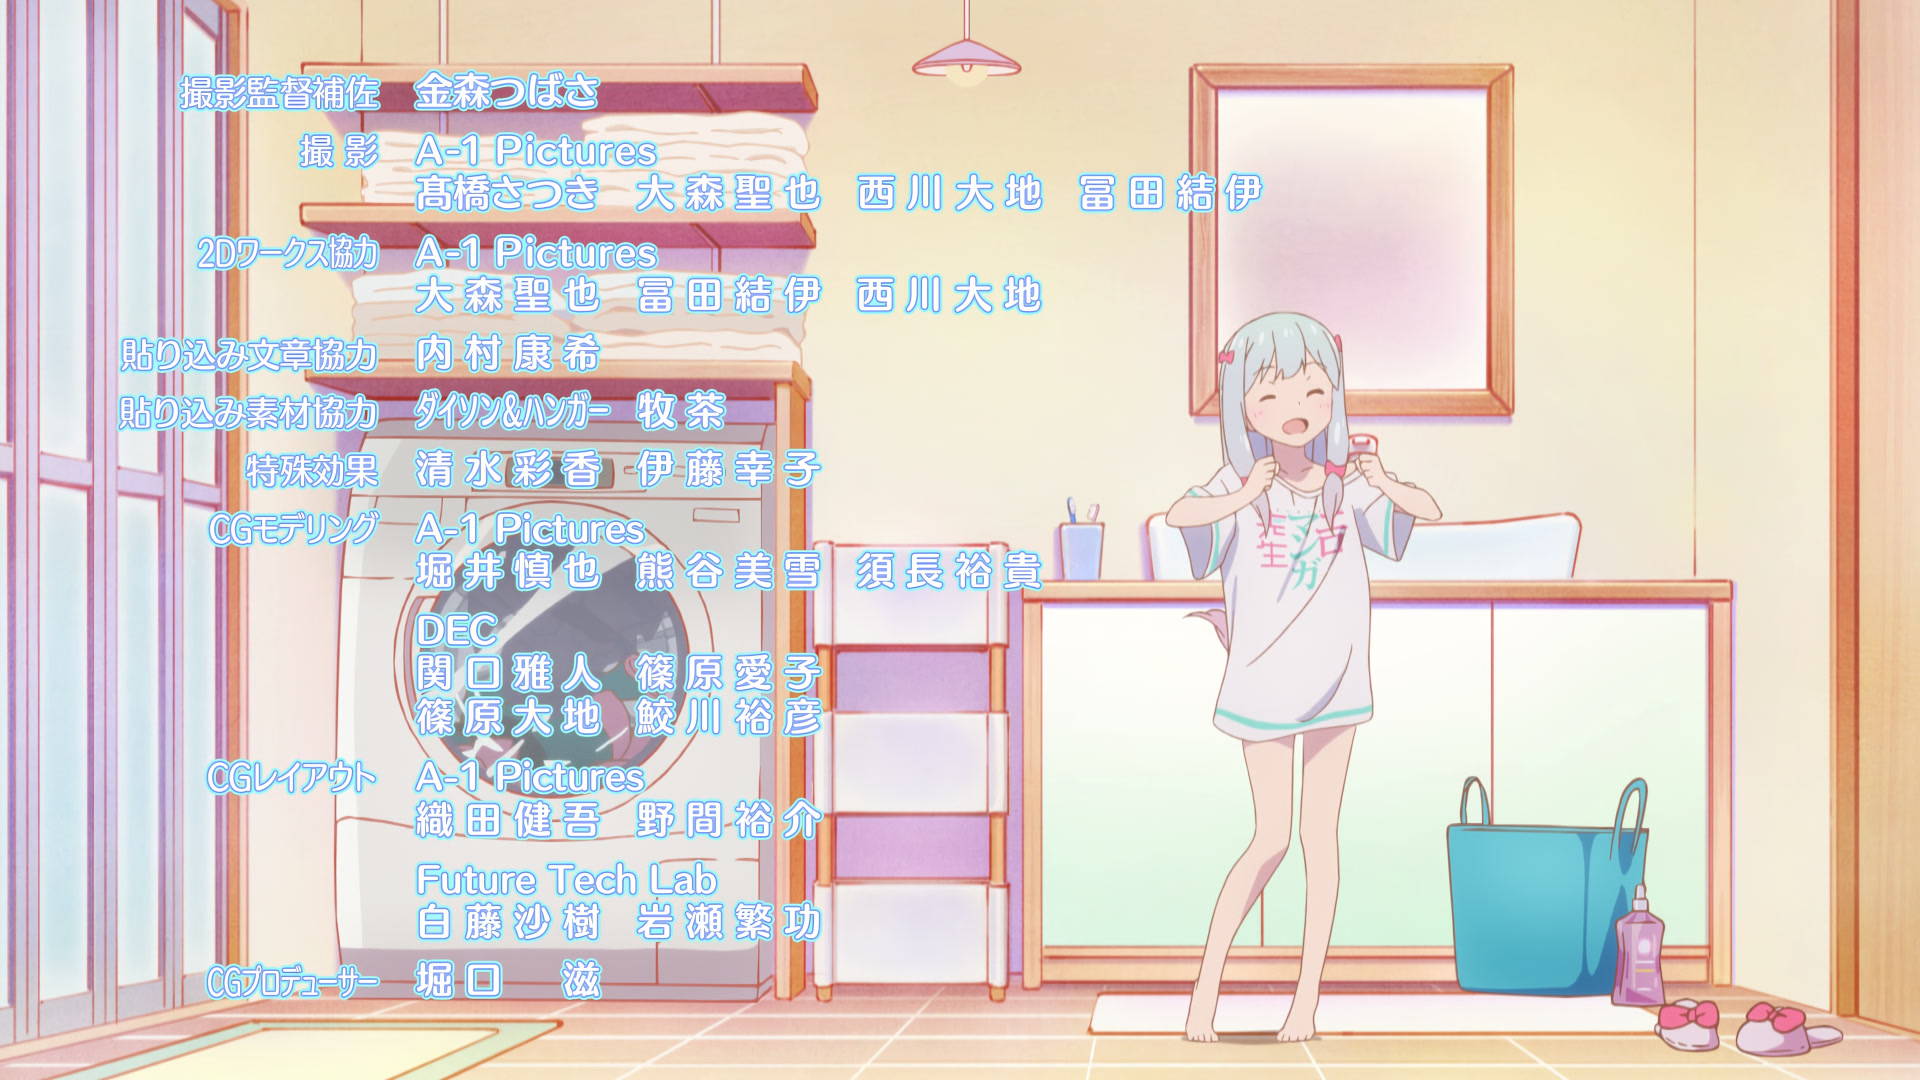 撮影監督補佐 金森つばさ
撮影 A-1 Pictures
髙橋さつき 大森聖也 西川大地 冨田結伊
2Dワークス協力 A-1 Pictures
大森聖也 冨田結伊 西川大地
貼り込み文章協力 内村康希
貼り込み素材協力 ダイソン&ハンガー 牧茶
特殊効果 清水彩香 伊藤幸子
CGモデリング A-1 Pictures
堀井慎也 熊谷美雪 須長裕貴
DEC
関口雅人 篠原愛子
篠原大地 鮫川裕彦
CGレイアウト A-1 Pictures
織田健吾 野間裕介
Future Tech Lab
白藤沙樹 岩瀬繁功
CGプロデューサー 堀口 滋
マンガ
先生